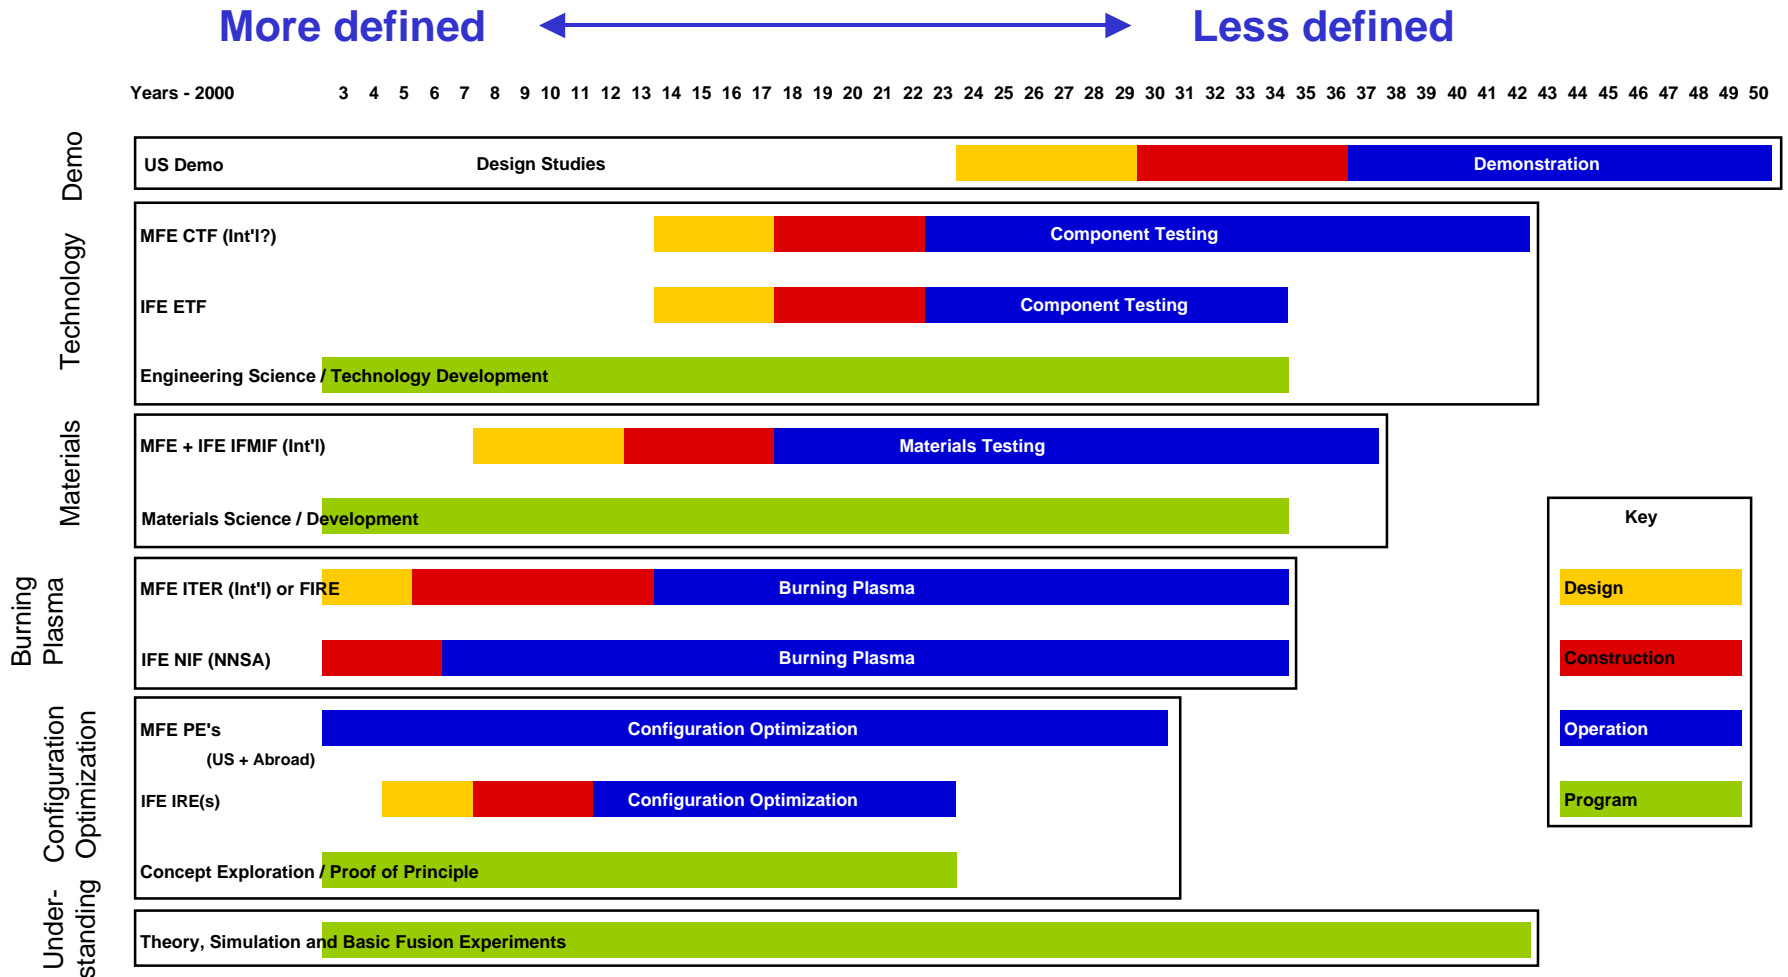 More defined Less defined
Years - 2000 3 4 5 6 7 8 9 10 11 12 13 14 15 16 17 18 19 20 21 22 23 24 25 26 27 28 29 30 31 32 33 34 35 36 37 38 39 40 41 42 43 44 45 46 47 48 49 50
Demo
US Demo Design Studies Demonstration
Technology
MFE CTF (Int'l?) Component Testing
IFE ETF Component Testing
Engineering Science / Technology Development
Materials
MFE + IFE IFMIF (Int'l) Materials Testing
Materials Science / Development
Burning
Plasma
MFE ITER (Int'l) or FIRE Burning Plasma
IFE NIF (NNSA) Burning Plasma
Configuration
Optimization
MFE PE's Configuration Optimization
(US + Abroad)
IFE IRE(s) Configuration Optimization
Concept Exploration / Proof of Principle
Under-
standing
Theory, Simulation and Basic Fusion Experiments
Key
Design
Construction
Operation
Program